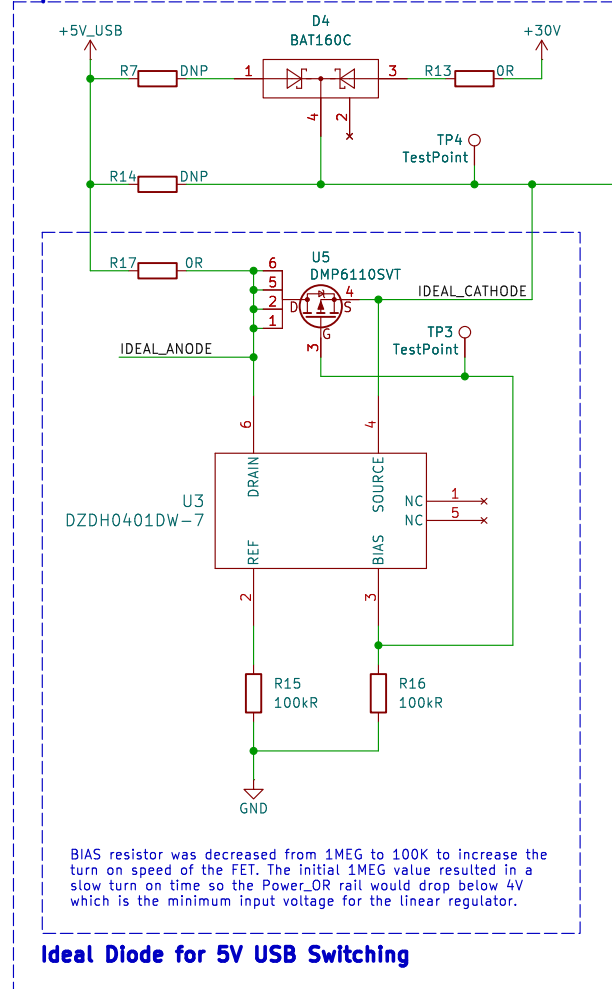 D4
+5V_USB
BAT160C
+30V
R7
DNP
1
3
R13
0R
4
2
TP4
TestPoint
R14
DNP
R17
0R
6
U5
DMP6110SVT
5
4
IDEAL_CATHODE
2
D
S
1
G
TP3
TestPoint
3
IDEAL_ANODE
6
4
DRAIN
SOURCE
U3
DZDH0401DW-7
NC
1
NC
5
REF
BIAS
2
3
R15
100kR
R16
100kR
GND
BIAS resistor was decreased from 1MEG to 100K to increase the
turn on speed of the FET. The initial 1MEG value resulted in a
slow turn on time so the Power_OR rail would drop below 4V
which is the minimum input voltage for the linear regulator.
Ideal Diode for 5V USB Switching